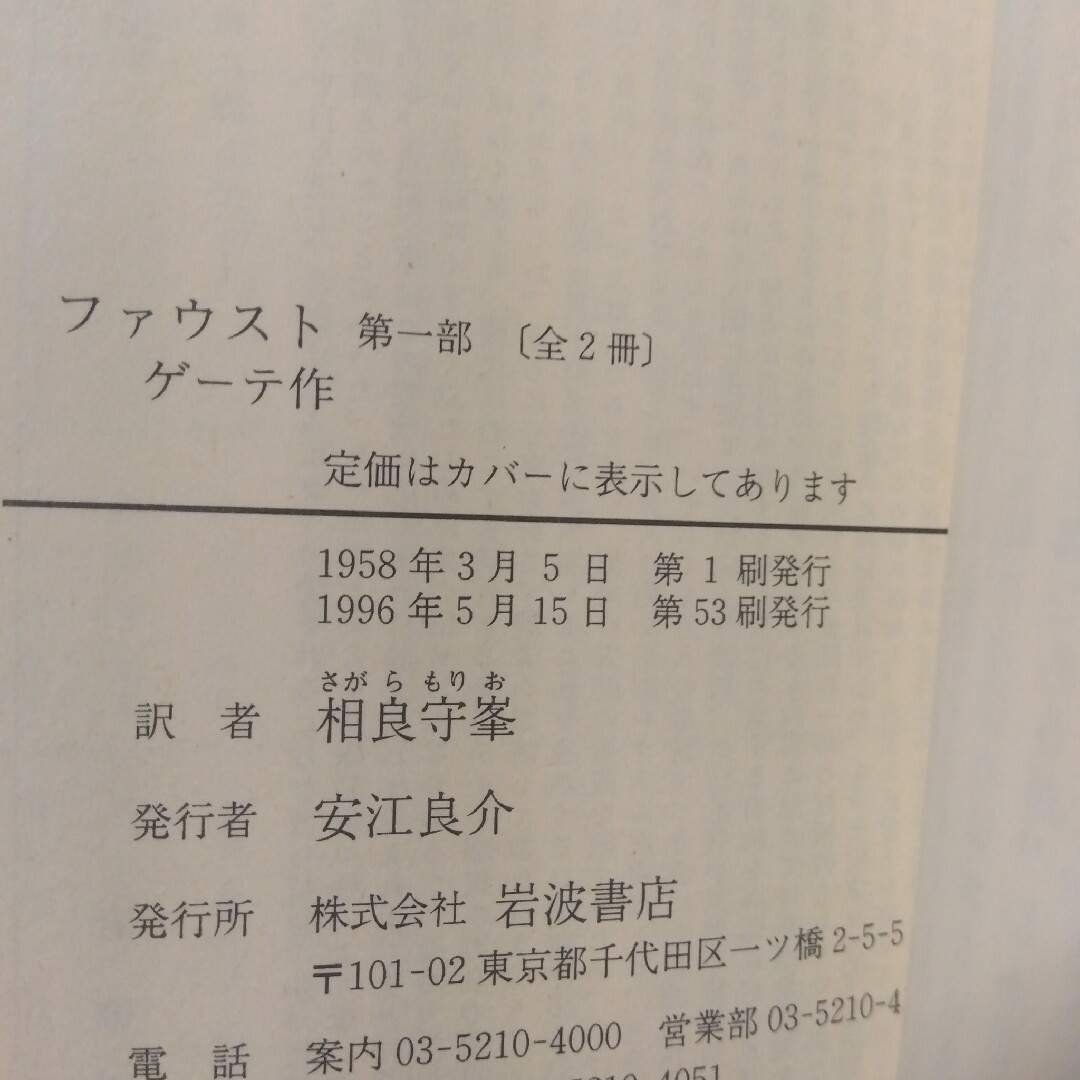 ファウスト 第一部 〔全2冊〕
ゲーテ作
定価はカバーに表示してあります
1958年3月5日 第1刷発行
1996年5月15日 第53刷発行
さがらもりお
訳者 相良守峯
発行者 安江良介
発行所 株式会社 岩波書店
〒101-02 東京都千代田区一ツ橋2-5-5
電話 案内03-5210-4000 営業部03-5210-4
4051